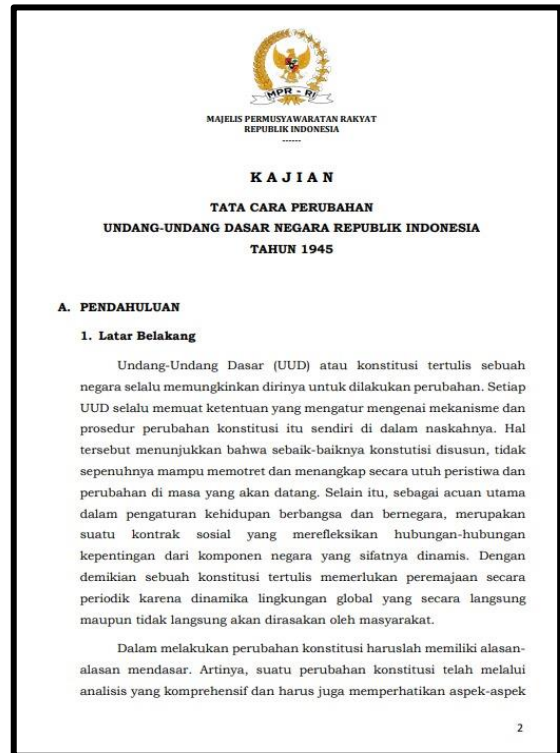 MPR - RI
MAJELIS PERMUSYAWARATAN RAKYAT
REPUBLIK INDONESIA
------
K A J I A N
TATA CARA PERUBAHAN
UNDANG-UNDANG DASAR NEGARA REPUBLIK INDONESIA
TAHUN 1945
A. PENDAHULUAN
1. Latar Belakang
Undang-Undang Dasar (UUD) atau konstitusi tertulis sebuah
negara selalu memungkinkan dirinya untuk dilakukan perubahan. Setiap
UUD selalu memuat ketentuan yang mengatur mengenai mekanisme dan
prosedur perubahan konstitusi itu sendiri di dalam naskahnya. Hal
tersebut menunjukkan bahwa sebaik-baiknya konstutisi disusun, tidak
sepenuhnya mampu memotret dan menangkap secara utuh peristiwa dan
perubahan di masa yang akan datang. Selain itu, sebagai acuan utama
dalam pengaturan kehidupan berbangsa dan bernegara, merupakan
suatu kontrak sosial yang merefleksikan hubungan-hubungan
kepentingan dari komponen negara yang sifatnya dinamis. Dengan
demikian sebuah konstitusi tertulis memerlukan peremajaan secara
periodik karena dinamika lingkungan global yang secara langsung
maupun tidak langsung akan dirasakan oleh masyarakat.
Dalam melakukan perubahan konstitusi haruslah memiliki alasan-
alasan mendasar. Artinya, suatu perubahan konstitusi telah melalui
analisis yang komprehensif dan harus juga memperhatikan aspek-aspek
2